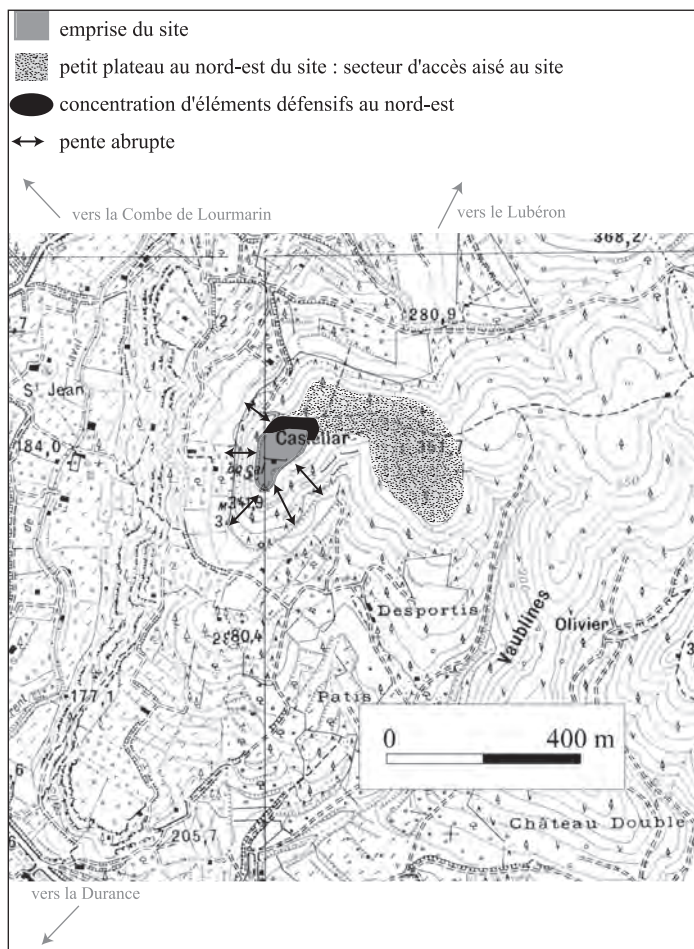 emprise du site
petit plateau au nord-est du site : secteur d'accès aisé au site
concentration d'éléments défensifs au nord-est
pente abrupte
vers la Combe de Lourmarin
vers le Lubéron
368,2
280,9
St Jean
184,0
Castellar
Desportis
Vaublines
Olivier
Patis
177,1
0 400 m
205,7
Château Double
vers la Durance